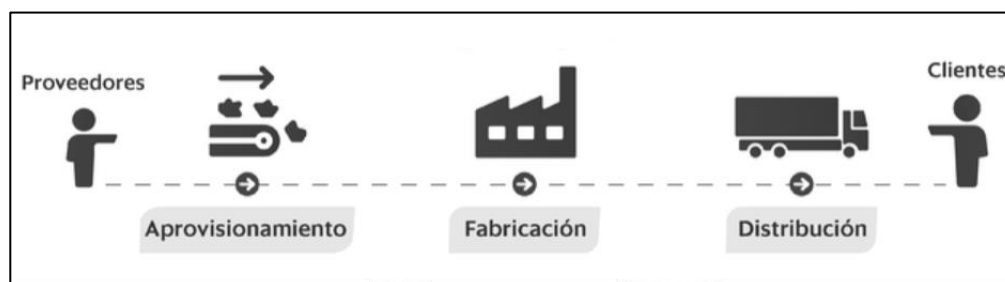 Proveedores
Clientes
Aprovisionamiento
Fabricación
Distribución